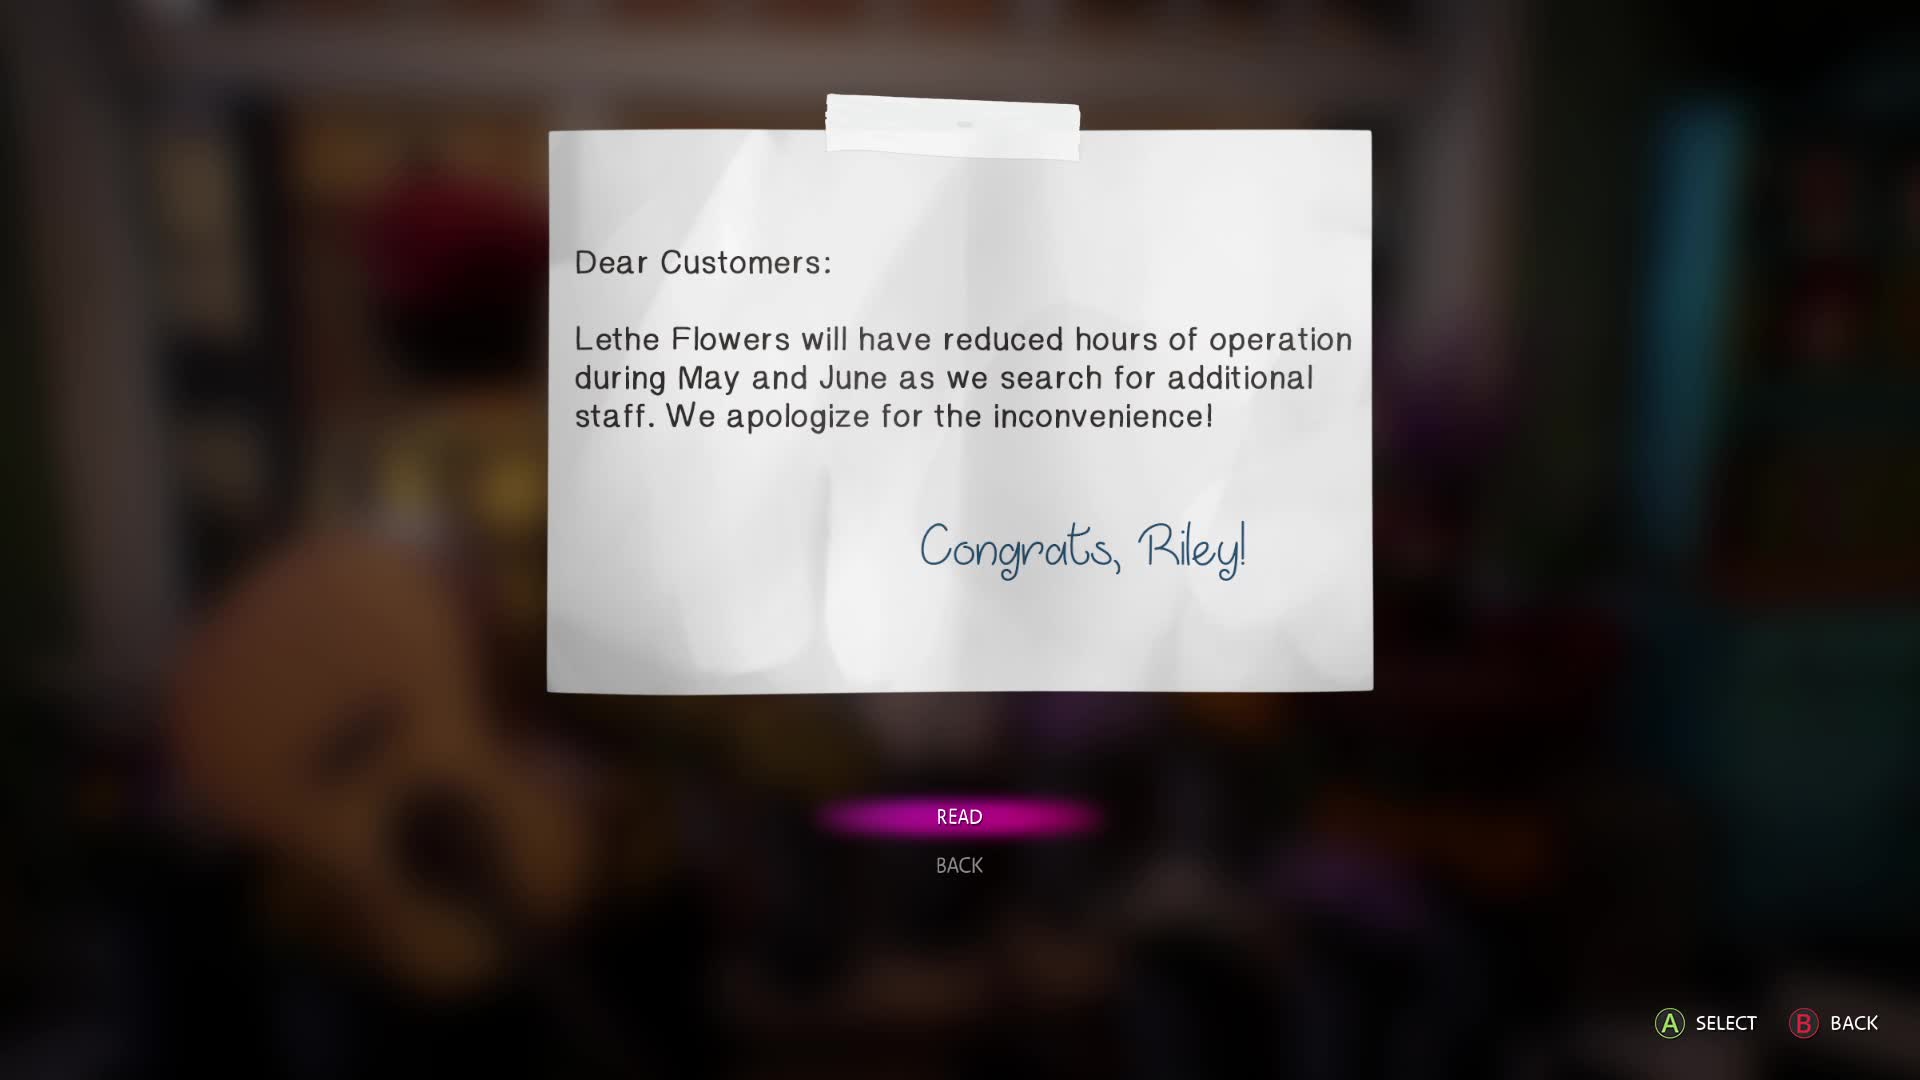 Dear Customers:
Lethe Flowers will have reduced hours of operation
during May and June as we search for additional
staff. We apologize for the inconvenience!
Congrats, Riley!
READ
BACK
A SELECT B BACK